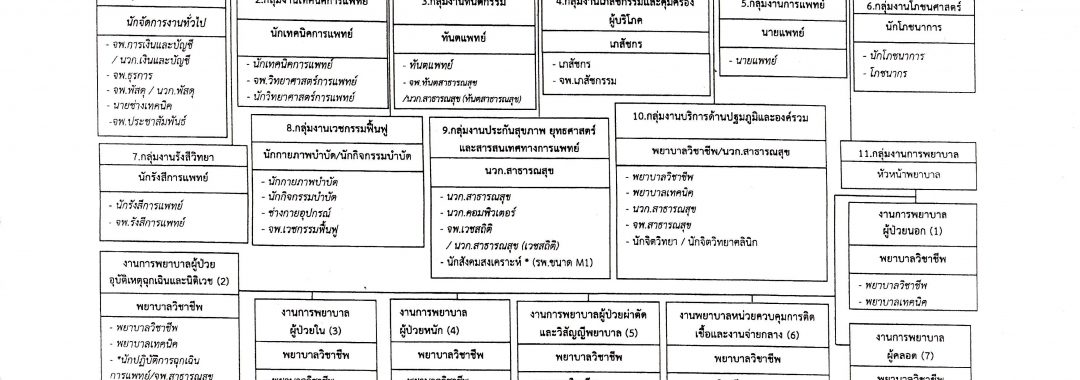 2.กลุ่มงานเทคนิคการแพทย์
3.กลุ่มงานทันตกรรม
4.กลุ่มงานเภสัชกรรมและคุ้มครอง
ผู้บริโภค
5.กลุ่มงานการแพทย์
6.กลุ่มงานโภชนศาสตร์
นักจัดการงานทั่วไป
- จพ.การเงินและบัญชี
/ นวก.เงินและบัญชี
- จพ.ธุรการ
- จพ.พัสดุ / นวก.พัสดุ
- นายช่างเทคนิค
-จพ.ประชาสัมพันธ์
นักเทคนิคการแพทย์
- นักเทคนิคการแพทย์
- จพ.วิทยาศาสตร์การแพทย์
- นักวิทยาศาสตร์การแพทย์
ทันตแพทย์
- ทันตแพทย์
- จพ.ทันตสาธารณสุข
/นวก.สาธารณสุข (ทันตสาธารณสุข)
เภสัชกร
- เภสัชกร
- จพ.เภสัชกรรม
นายแพทย์
- นายแพทย์
นักโภชนาการ
- นักโภชนาการ
- โภชนากร
7.กลุ่มงานรังสีวิทยา
นักรังสีการแพทย์
- นักรังสีการแพทย์
- จพ.รังสีการแพทย์
8.กลุ่มงานเวชกรรมฟื้นฟู
นักกายภาพบำบัด/นักกิจกรรมบำบัด
- นักกายภาพบำบัด
- นักกิจกรรมบำบัด
- ช่างกายอุปกรณ์
- จพ.เวชกรรมฟื้นฟู
9.กลุ่มงานประกันสุขภาพ ยุทธศาสตร์
และสารสนเทศทางการแพทย์
นวก.สาธารณสุข
- นวก.สาธารณสุข
- นวก.คอมพิวเตอร์
- จพ.เวชสถิติ
/ นวก.สาธารณสุข (เวชสถิติ)
- นักสังคมสงเคราะห์ * (รพ.ขนาด M1)
10.กลุ่มงานบริการด้านปฐมภูมิและองค์รวม
พยาบาลวิชาชีพ/นวก.สาธารณสุข
- พยาบาลวิชาชีพ
- พยาบาลเทคนิค
- นวก.สาธารณสุข
- จพ.สาธารณสุข
- นักจิตวิทยา / นักจิตวิทยาคลินิก
11.กลุ่มงานการพยาบาล
หัวหน้าพยาบาล
งานการพยาบาล
ผู้ป่วยนอก (1)
พยาบาลวิชาชีพ
- พยาบาลวิชาชีพ
- พยาบาลเทคนิค
งานการพยาบาลผู้ป่วย
อุบัติเหตุฉุกเฉินและนิติเวช (2)
พยาบาลวิชาชีพ
- พยาบาลวิชาชีพ
- พยาบาลเทคนิค
- *นักปฏิบัติการฉุกเฉิน
การแพทย์/จพ.สาธารณสุข
งานการพยาบาล
ผู้ป่วยใน (3)
พยาบาลวิชาชีพ
งานการพยาบาล
ผู้ป่วยหนัก (4)
พยาบาลวิชาชีพ
งานการพยาบาลผู้ป่วยผ่าตัด
และวิสัญญีพยาบาล (5)
พยาบาลวิชาชีพ
งานพยาบาลหน่วยควบคุมการติด
เชื้อและงานจ่ายกลาง (6)
พยาบาลวิชาชีพ
งานการพยาบาล
ผู้คลอด (7)
พยาบาลวิชาชีพ